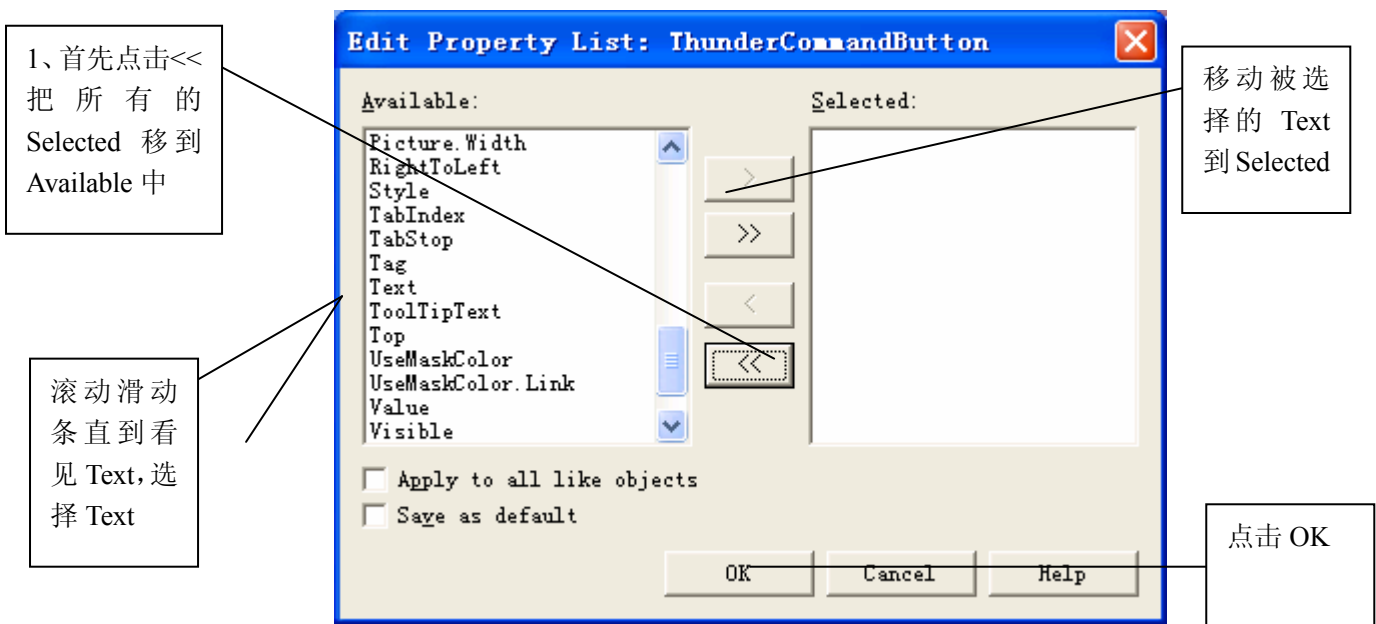 1、首先点击<<
把所有的
Selected 移到
Available 中
Edit Property List: ThunderCommandButton
移动被选
择的 Text
到 Selected
Available:
Selected:
Picture.Width
RightToLeft
Style
TabIndex
TabStop
Tag
Text
ToolTipText
Top
UseMaskColor
UseMaskColor.Link
Value
Visible
>
>>
<
<<
滚动滑动
条直到看
见 Text，选
择 Text
Apply to all like objects
Save as default
OK
Cancel
Help
点击 OK